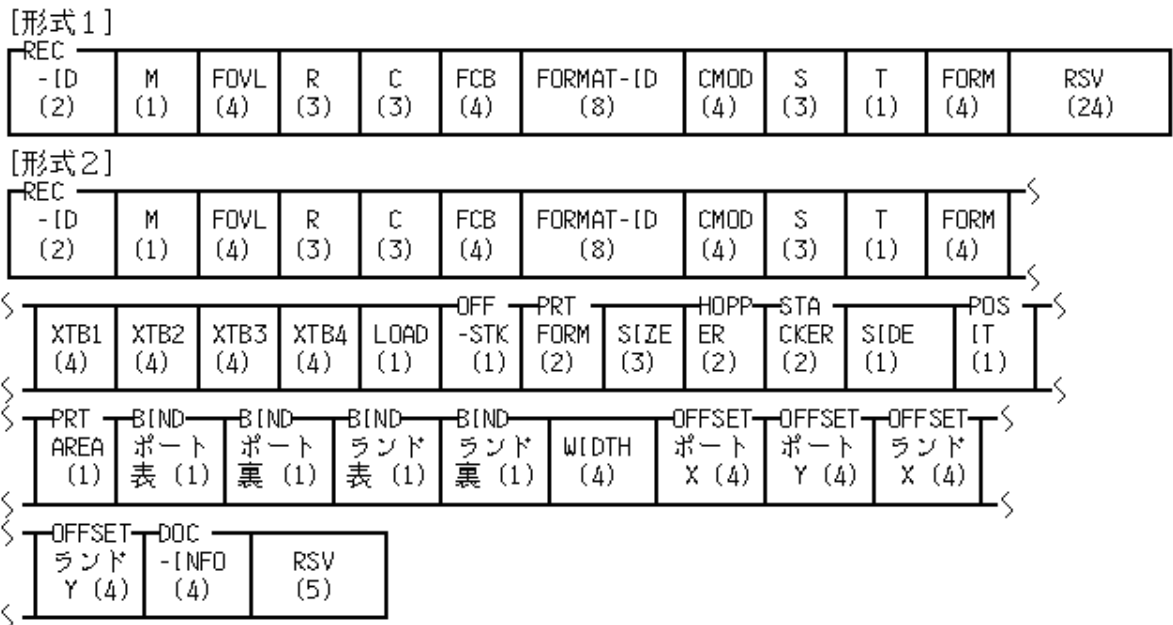 [形式1]
REC
-ID M FOVL R C FCB FORMAT-ID CMOD S T FORM RSV
(2) (1) (4) (3) (3) (4) (8) (4) (3) (1) (4) (24)
[形式2]
REC
-ID M FOVL R C FCB FORMAT-ID CMOD S T FORM
(2) (1) (4) (3) (3) (4) (8) (4) (3) (1) (4)
OFF PRT HOPP STA POS
XTB1 XTB2 XTB3 XTB4 LOAD -STK FORM SIZE ER CKER SIDE IT
(4) (4) (4) (4) (1) (1) (2) (3) (2) (2) (1) (1)
PRT BIND BIND BIND BIND OFFSET OFFSET OFFSET
AREA ポート ポート ランド ランド WIDTH ポート ポート ランド
(1) 表 (1) 裏 (1) 表 (1) 裏 (1) (4) X (4) Y (4) X (4)
OFFSET DOC
ランド -INFO RSV
Y (4) (4) (5)